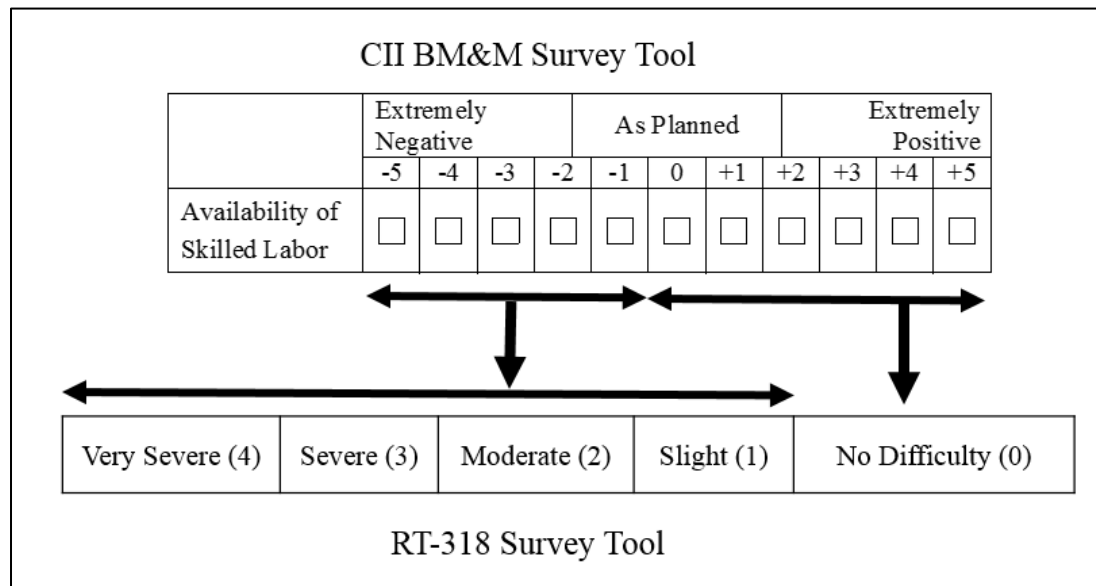 CII BM&M Survey Tool
Extremely Negative As Planned Extremely Positive
-5 -4 -3 -2 -1 0 +1 +2 +3 +4 +5
Availability of
Skilled Labor
Very Severe (4) Severe (3) Moderate (2) Slight (1) No Difficulty (0)
RT-318 Survey Tool